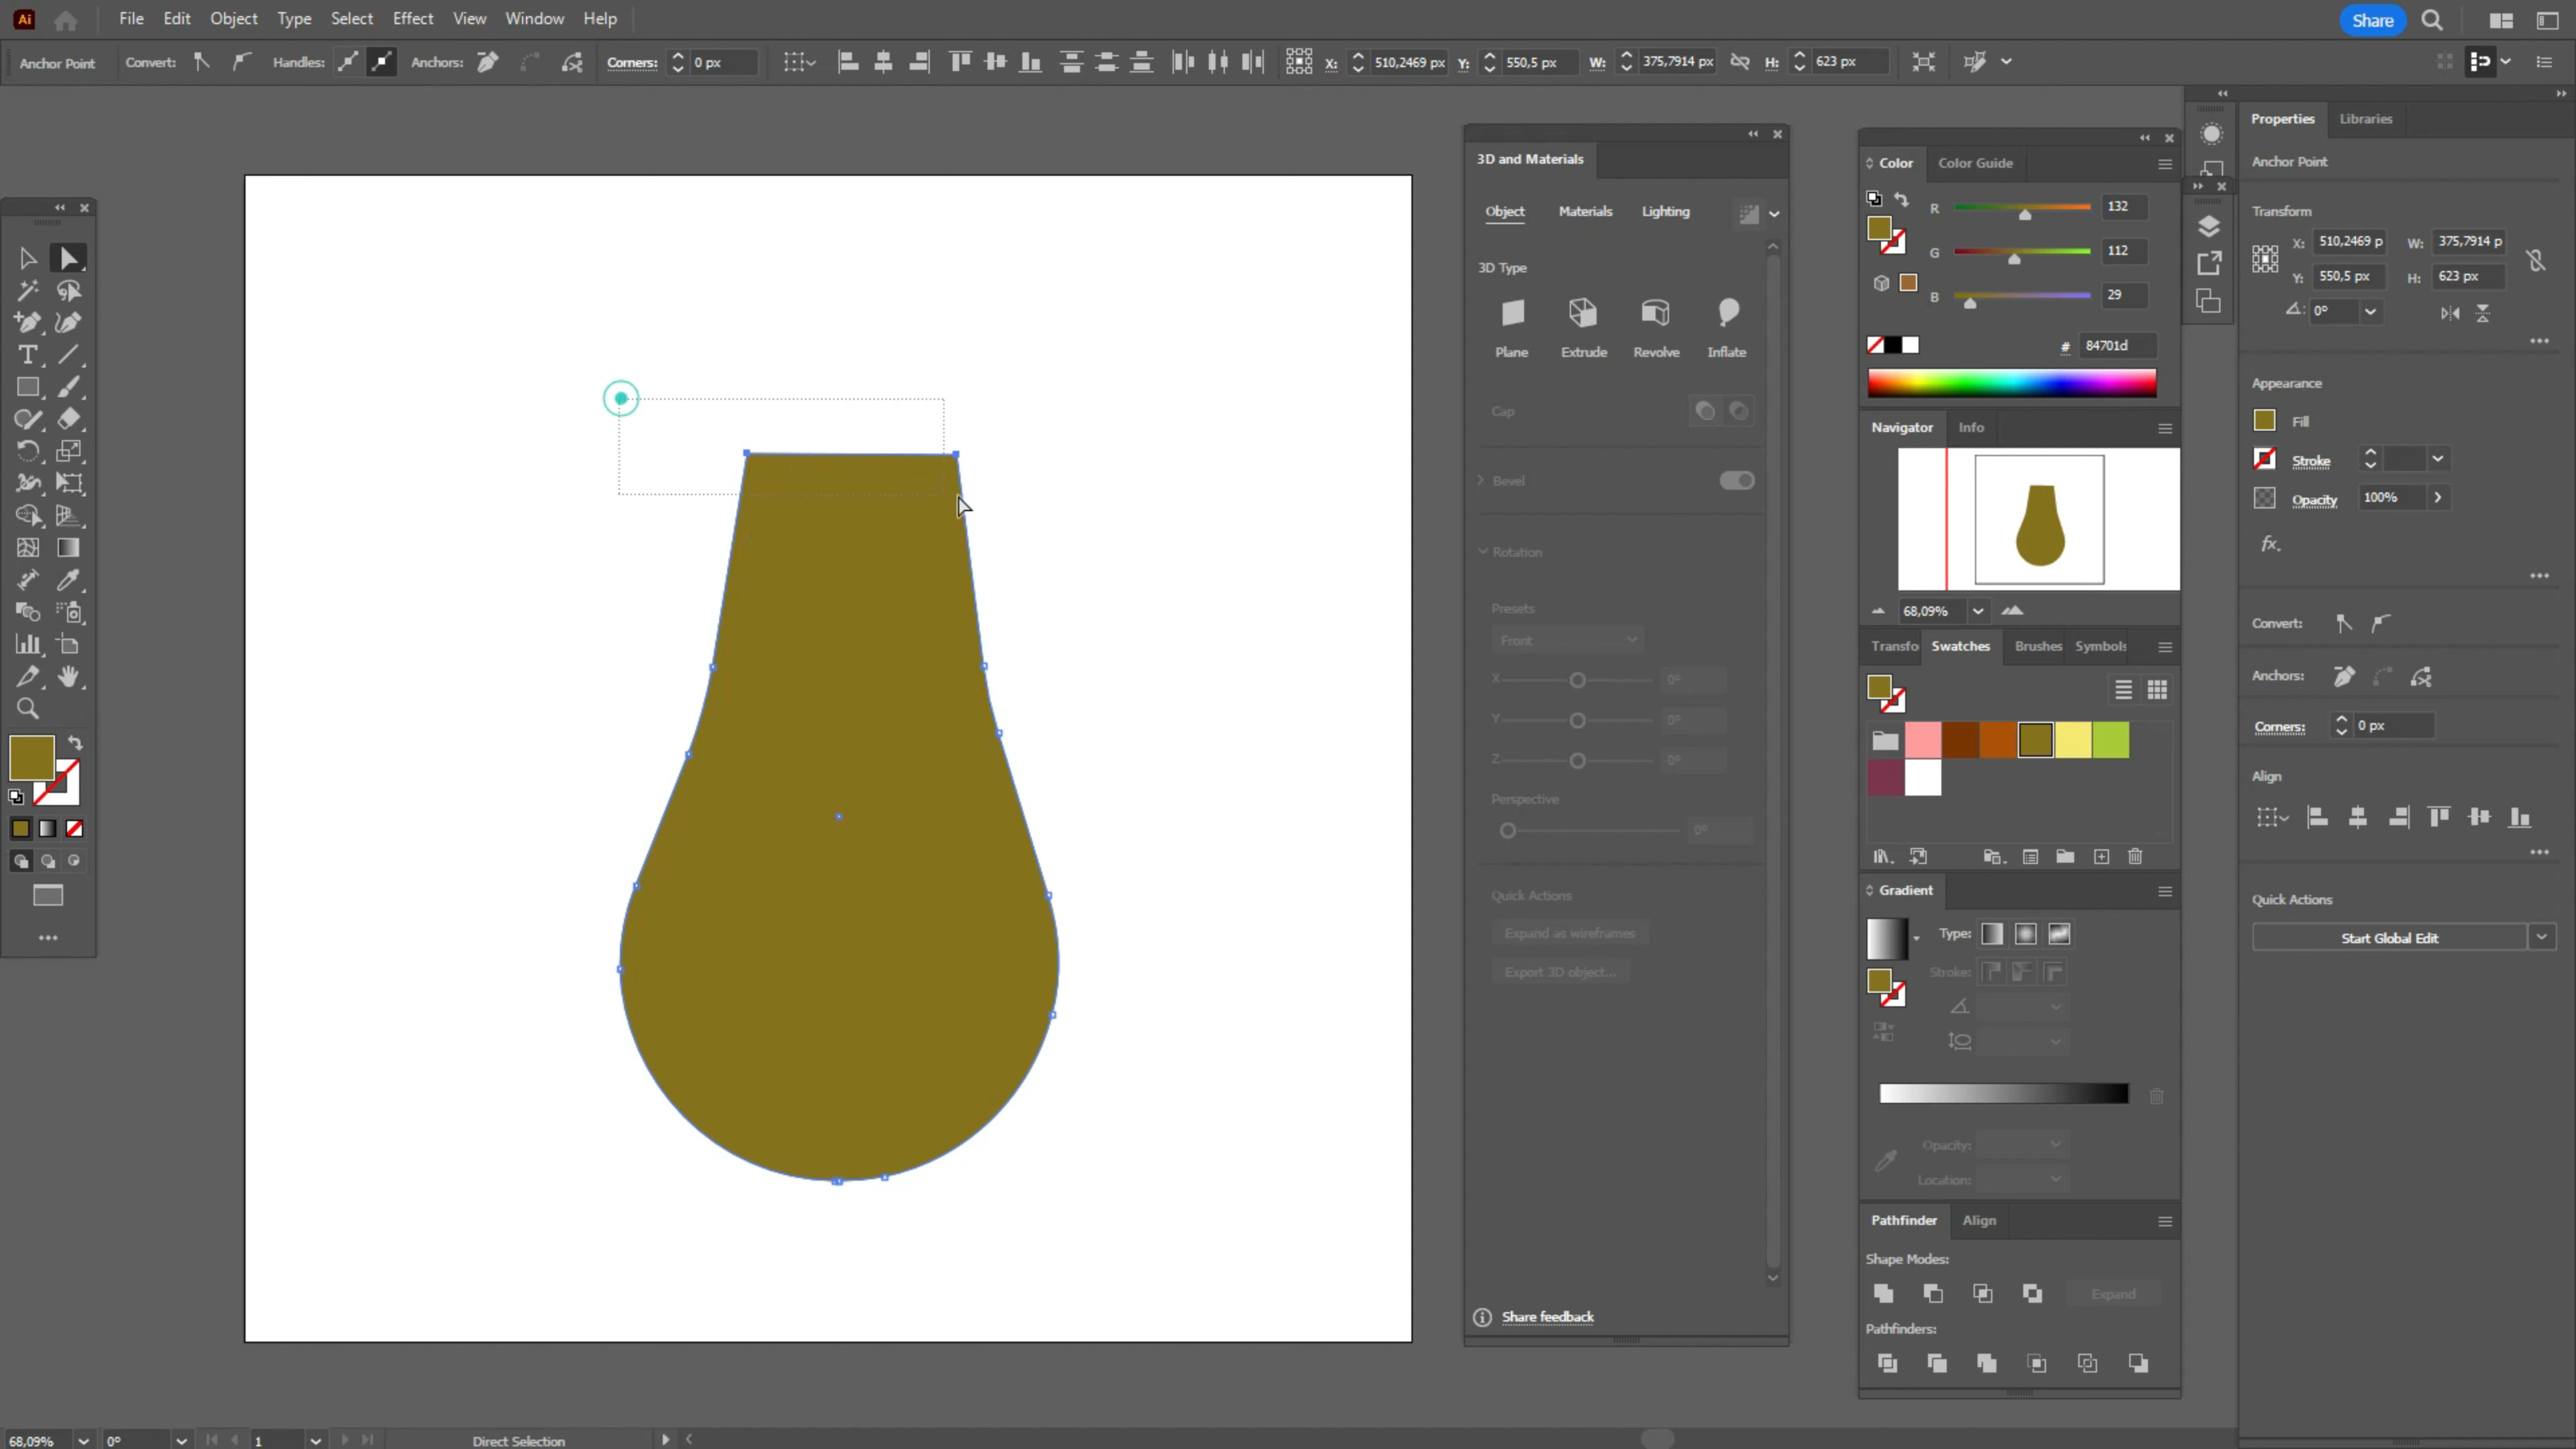 Ai File Edit Object Type Select Effect View Window Help Share
Anchor Point Convert: Handles: Anchors: Corners: 0 px X: 510,2469 px Y: 550,5 px W: 375,7914 px H: 623 px
3D and Materials
Object Materials Lighting
3D Type
Plane Extrude Revolve Inflate
Cap
Bevel
Rotation
Presets
Front
X 0°
Y 0°
Z 0°
Perspective
0°
Quick Actions
Expand as wireframes
Export 3D object...
Share feedback
Color Color Guide
R 132
G 112
B 29
# 84701d
Navigator Info
68,09%
Transfo Swatches Brushes Symbols
Gradient
Type:
Stroke:
Opacity:
Location:
Pathfinder Align
Shape Modes:
Expand
Pathfinders:
Properties Libraries
Anchor Point
Transform
X: 510,2469 p W: 375,7914 p
Y: 550,5 px H: 623 px
0°
Appearance
Fill
Stroke
Opacity 100%
fx.
Convert:
Anchors:
Corners: 0 px
Align
Quick Actions
Start Global Edit
68,09% 0° 1 Direct Selection